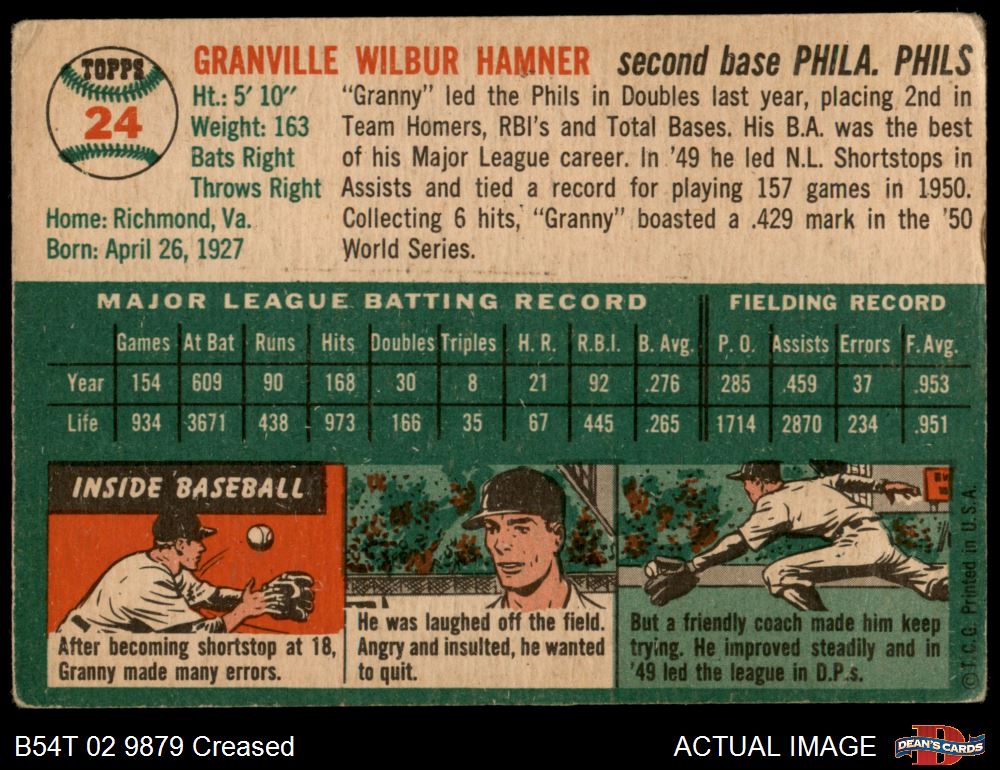 TOPPS
24
GRANVILLE WILBUR HAMNER second base PHILA. PHILS
Ht.: 5' 10"
Weight: 163
Bats Right
Throws Right
Home: Richmond, Va.
Born: April 26, 1927
"Granny" led the Phils in Doubles last year, placing 2nd in
Team Homers, RBI's and Total Bases. His B.A. was the best
of his Major League career. In '49 he led N.L. Shortstops in
Assists and tied a record for playing 157 games in 1950.
Collecting 6 hits, "Granny" boasted a .429 mark in the '50
World Series.
MAJOR LEAGUE BATTING RECORD FIELDING RECORD
Games At Bat Runs Hits Doubles Triples H. R. R.B.I. B. Avg. P. O. Assists Errors F. Avg.
Year 154 609 90 168 30 8 21 92 .276 285 .459 37 .953
Life 934 3671 438 973 166 35 67 445 .265 1714 2870 234 .951
INSIDE BASEBALL
After becoming shortstop at 18,
Granny made many errors.
He was laughed off the field.
Angry and insulted, he wanted
to quit.
But a friendly coach made him keep
trying. He improved steadily and in
'49 led the league in D.P.s.
© T.C.G. Printed in U.S.A.
B54T 02 9879 Creased
ACTUAL IMAGE
DEAN'S CARDS